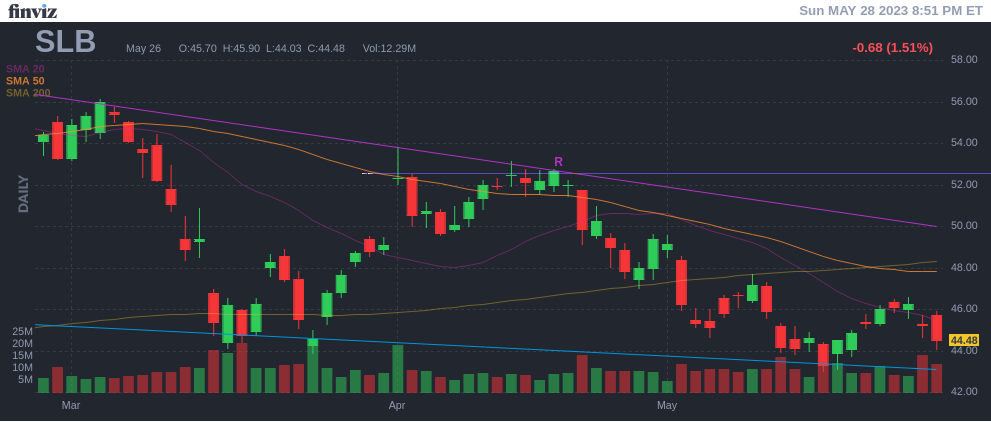 finviz
Sun MAY 28 2023 8:51 PM ET
SLB
May 26 O:45.70 H:45.90 L:44.03 C:44.48 Vol:12.29M
-0.68 (1.51%)
SMA 20
SMA 50
SMA 200
DAILY
R
58.00
56.00
54.00
52.00
50.00
48.00
46.00
44.48
44.00
42.00
25M
20M
15M
10M
5M
Mar Apr May